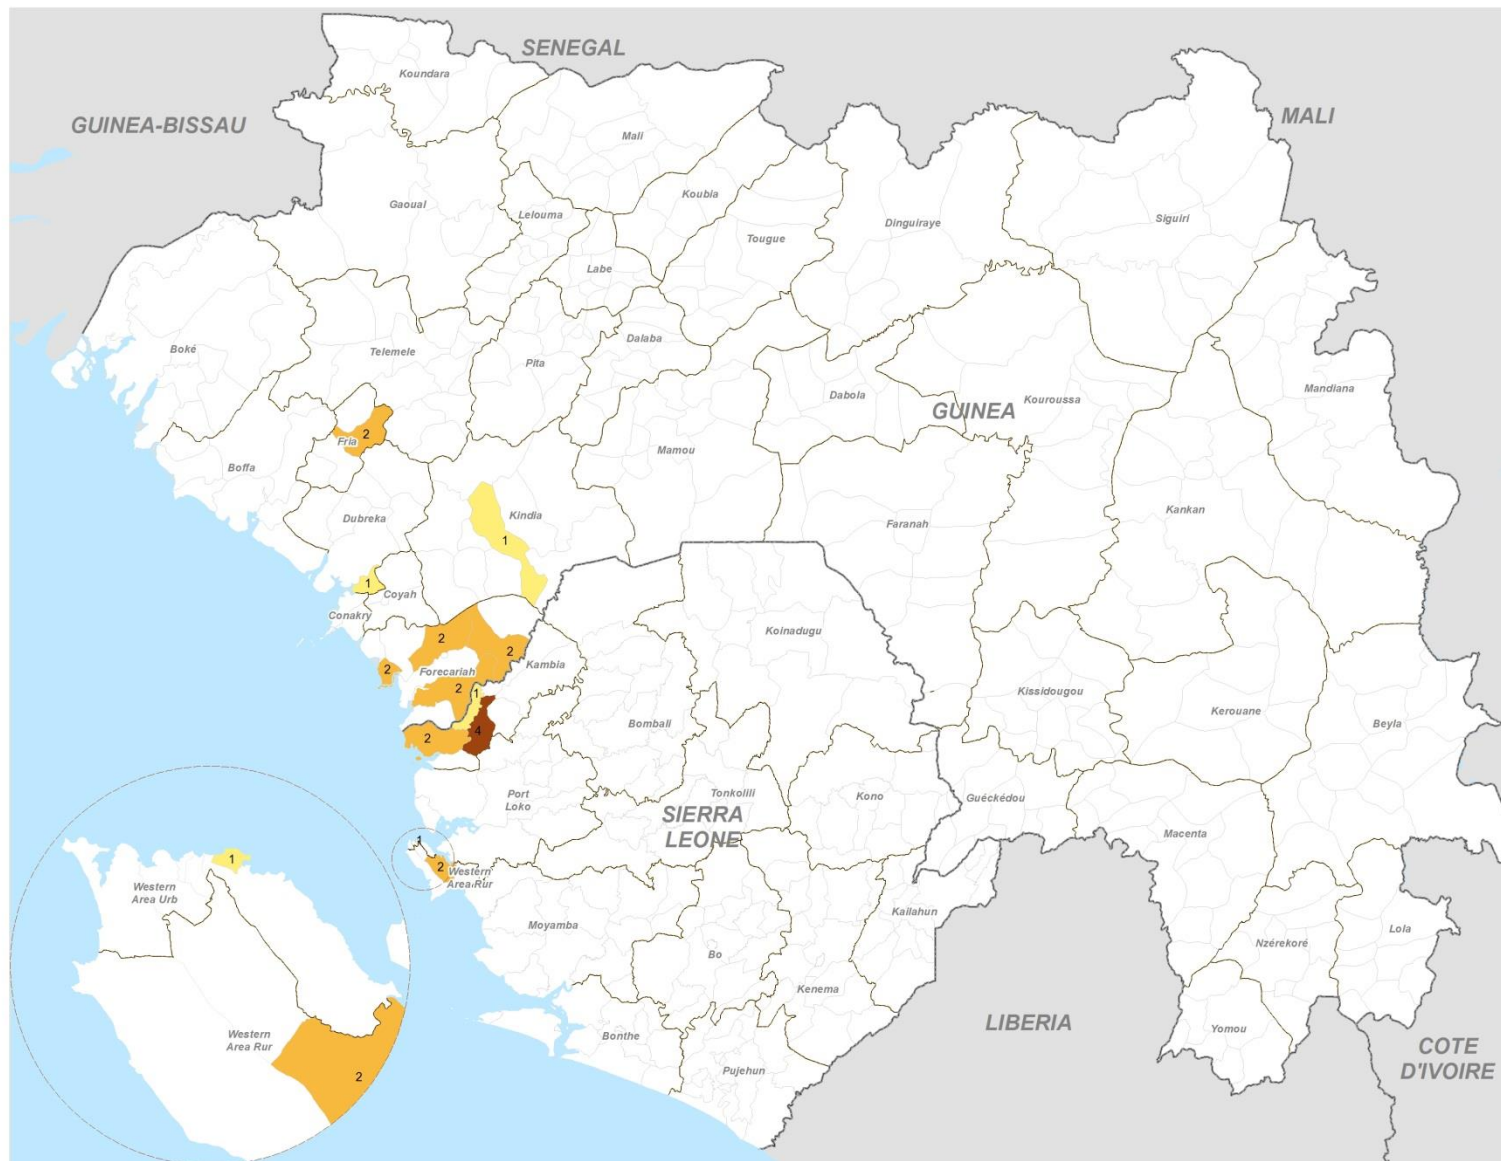 SENEGAL
Koundara
GUINEA-BISSAU
MALI
Mali
Koubia
Gaoual
Lelouma
Siguiri
Dinguiraye
Tougue
Labe
Dalaba
Boké
Telemele
Pita
Mandiana
Dabola
Kouroussa
GUINEA
2
Fria
Mamou
Boffa
Kindia
Kankan
Dubreka
Faranah
1
1
Coyah
Conakry
Koinadugu
2
2
Kambia
2
Forecariah
2
1
Kissidougou
Kerouane
Bombali
Beyla
4
2
Port
Loko
Tonkolili
Kono
Guéckédou
SIERRA
LEONE
Macenta
1
1
2
Western
Area Rur
Western
Area Urb
Kailahun
Moyamba
Lola
Nzérekoré
Bo
Kenema
LIBERIA
Yomou
Western
Area Rur
Bonthe
COTE
D'IVOIRE
Pujehun
2